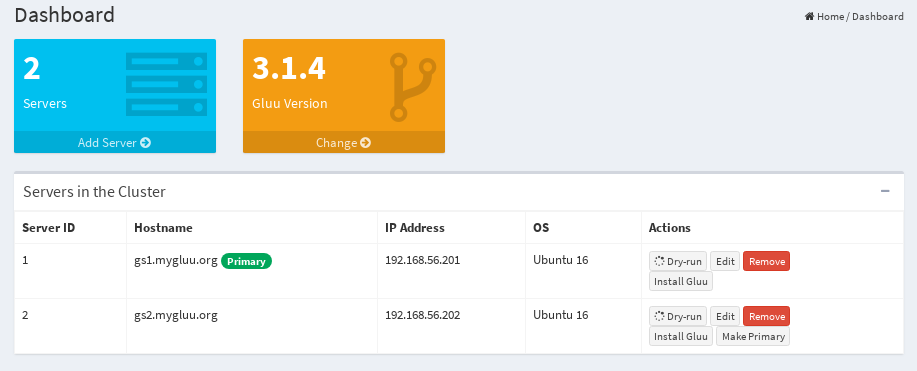 Dashboard
Home / Dashboard
2
Servers
Add Server
3.1.4
Gluu Version
Change
Servers in the Cluster
Server ID Hostname IP Address OS Actions
1 gs1.mygluu.org Primary 192.168.56.201 Ubuntu 16 Dry-run Edit Remove
Install Gluu
2 gs2.mygluu.org 192.168.56.202 Ubuntu 16 Dry-run Edit Remove
Install Gluu Make Primary